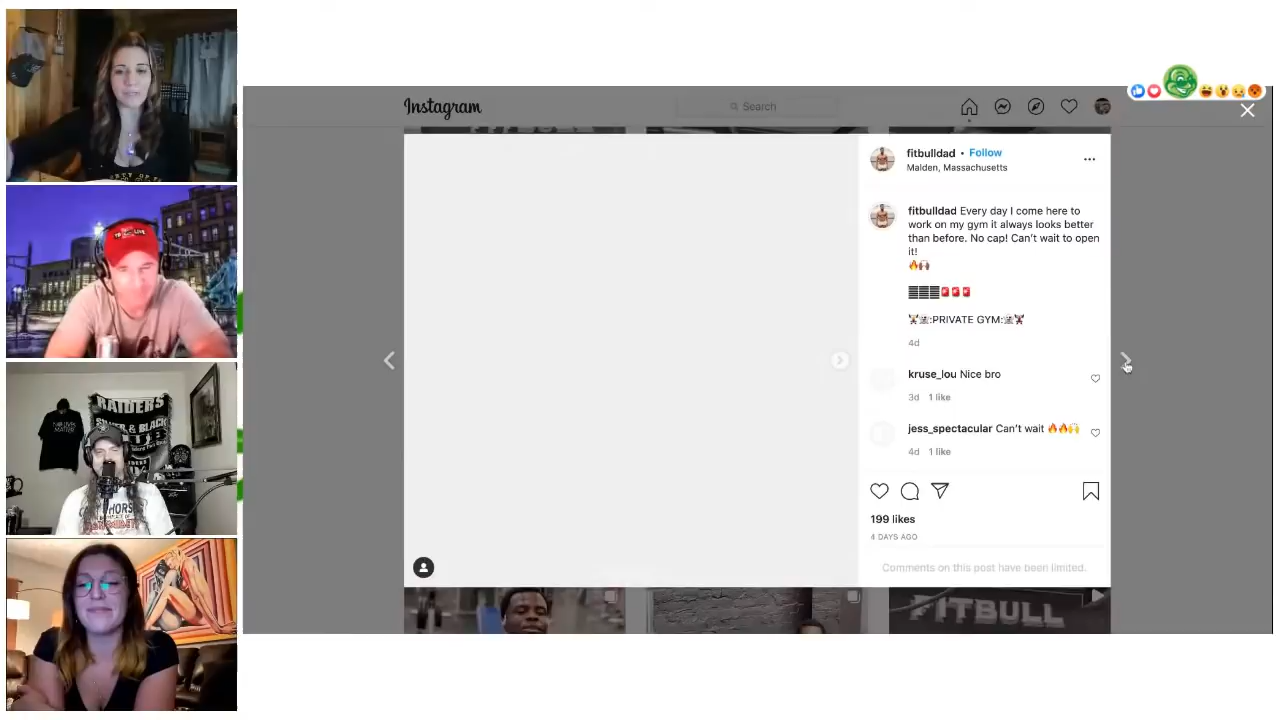 Instagram
Search
fitbulldad • Follow
Malden, Massachusetts
fitbulldad Every day I come here to
work on my gym it always looks better
than before. No cap! Can't wait to open
it!
🔥🙌🏽
𝄜𝄜𝄜🚨🚨🚨
🏋🏽☠️:PRIVATE GYM:☠️🏋🏽
4d
kruse_lou Nice bro
3d 1 like
jess_spectacular Can't wait 🔥🔥🙌
4d 1 like
199 likes
4 DAYS AGO
Comments on this post have been limited.
FITBULL
RAIDERS
SILVER & BLACK